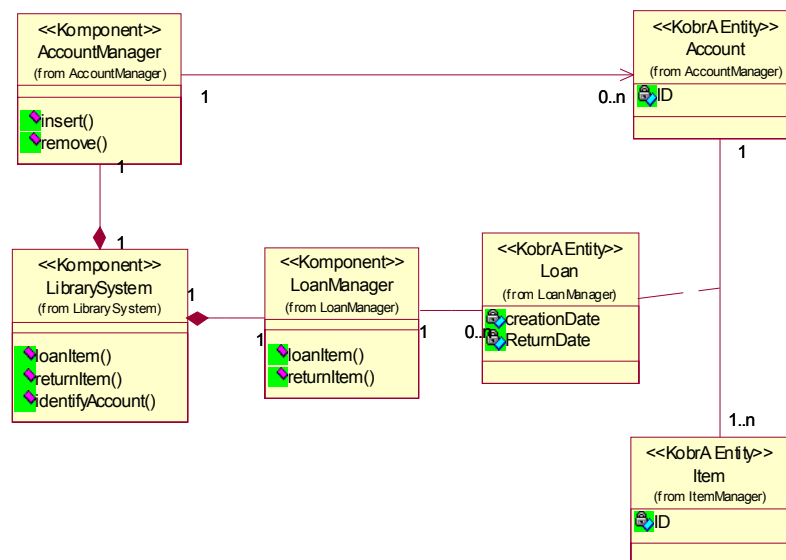 <<Komponent>>
AccountManager
(from AccountManager)
insert()
remove()
1
0..n
<<KobrA Entity>>
Account
(from AccountManager)
ID
1
1
1
<<Komponent>>
LibrarySystem
(from LibrarySystem)
loanItem()
returnItem()
identifyAccount()
1
1
<<Komponent>>
LoanManager
(from LoanManager)
loanItem()
returnItem()
1
0..n
<<KobrA Entity>>
Loan
(from LoanManager)
creationDate
ReturnDate
1..n
<<KobrA Entity>>
Item
(from ItemManager)
ID